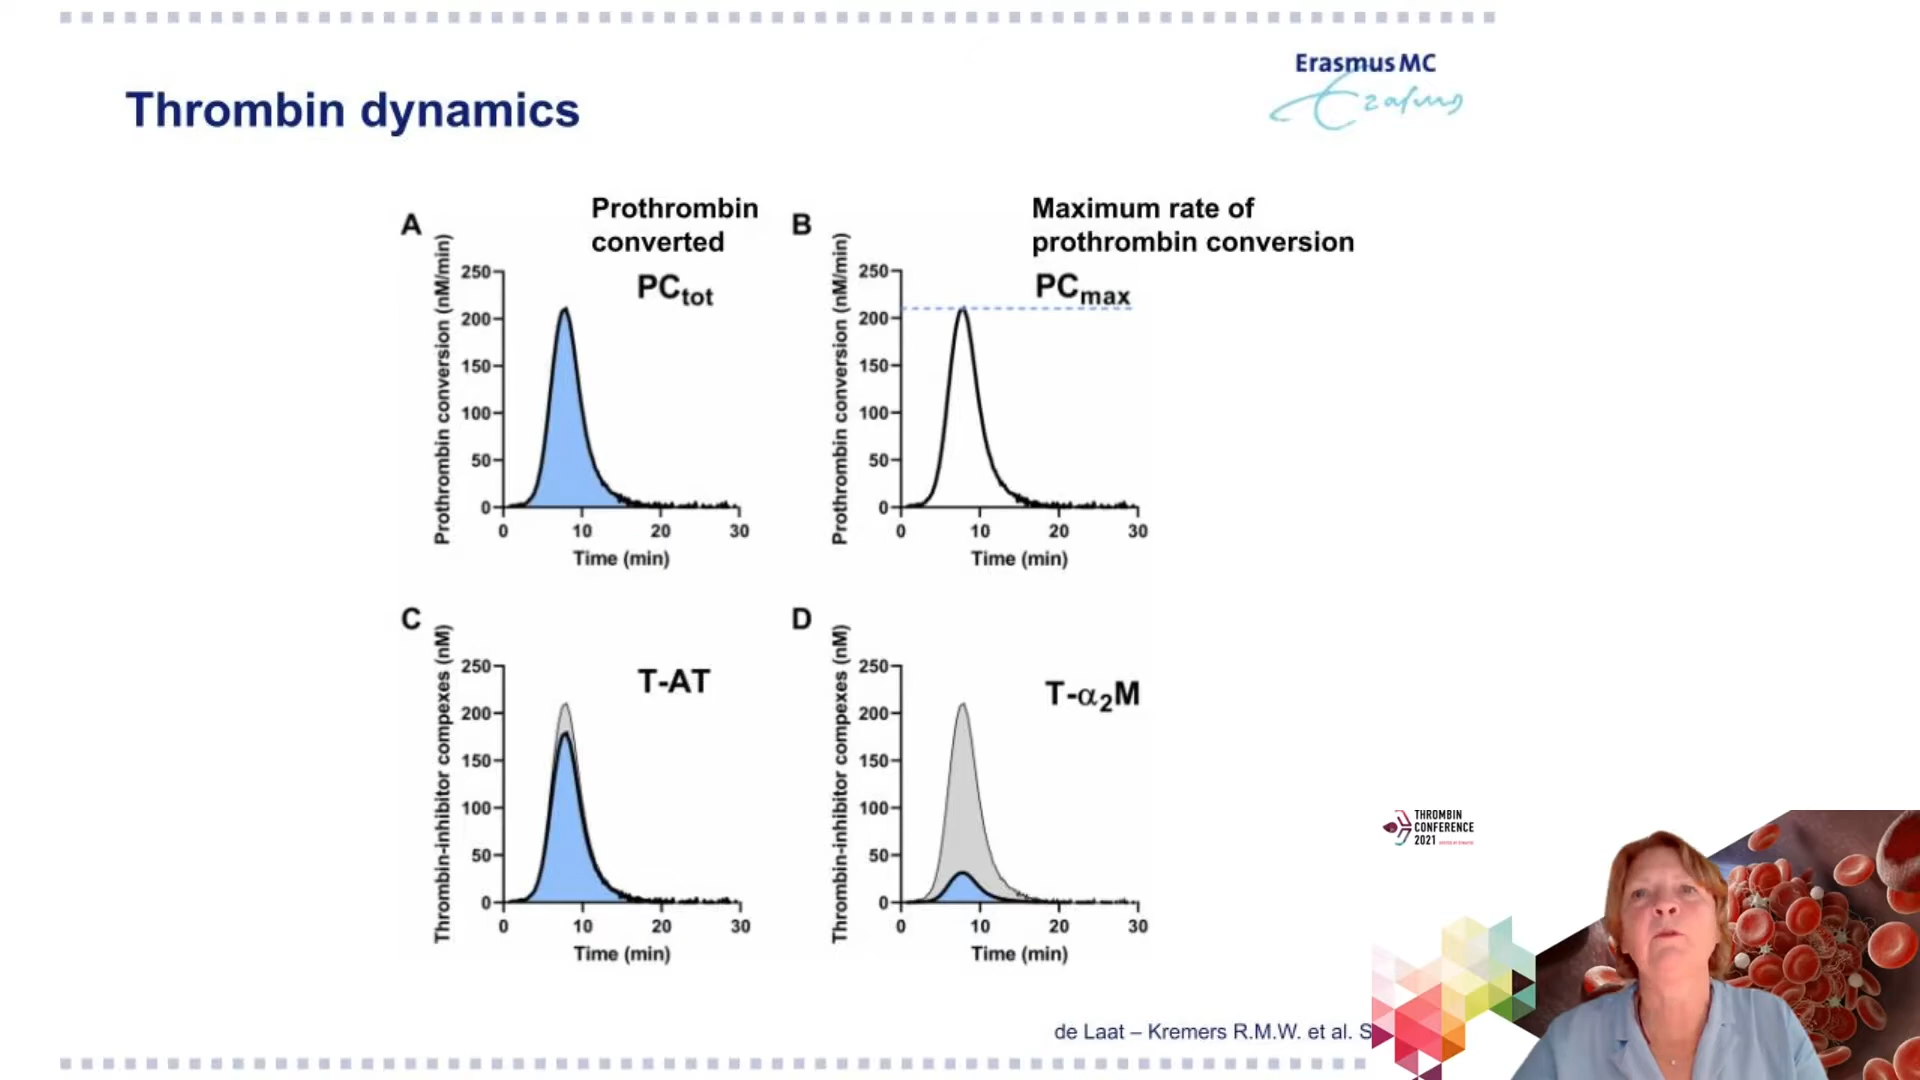 Erasmus MC
Erasmus
Thrombin dynamics
A
Prothrombin
converted
PCtot
Prothrombin conversion (nM/min)
250
200
150
100
50
0
0 10 20 30
Time (min)
B
Maximum rate of
prothrombin conversion
PCmax
Prothrombin conversion (nM/min)
250
200
150
100
50
0
0 10 20 30
Time (min)
C
T-AT
Thrombin-inhibitor compexes (nM)
250
200
150
100
50
0
0 10 20 30
Time (min)
D
T-α2M
Thrombin-inhibitor compexes (nM)
250
200
150
100
50
0
0 10 20 30
Time (min)
THROMBIN
CONFERENCE
2021
de Laat – Kremers R.M.W. et al. S